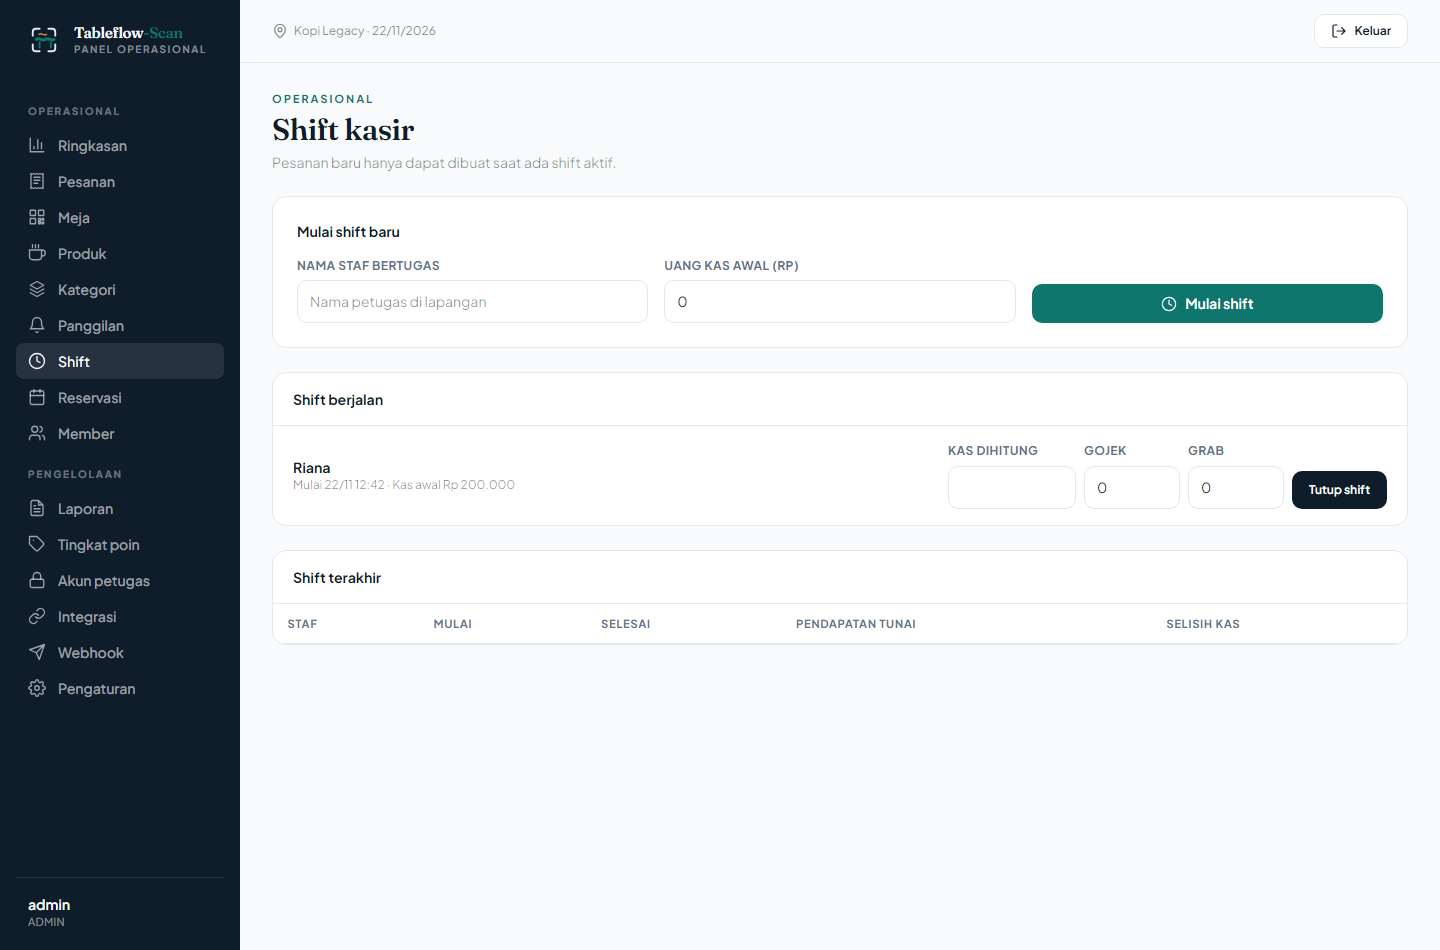 Tableflow-Scan
PANEL OPERASIONAL
OPERASIONAL
Ringkasan
Pesanan
Meja
Produk
Kategori
Panggilan
Shift
Reservasi
Member
PENGELOLAAN
Laporan
Tingkat poin
Akun petugas
Integrasi
Webhook
Pengaturan
admin
ADMIN
Kopi Legacy · 22/11/2026
Keluar
OPERASIONAL
Shift kasir
Pesanan baru hanya dapat dibuat saat ada shift aktif.
Mulai shift baru
NAMA STAF BERTUGAS
UANG KAS AWAL (RP)
Nama petugas di lapangan
0
Mulai shift
Shift berjalan
Riana
Mulai 22/11 12:42 · Kas awal Rp 200.000
KAS DIHITUNG
GOJEK
GRAB
0
0
Tutup shift
Shift terakhir
STAF
MULAI
SELESAI
PENDAPATAN TUNAI
SELISIH KAS